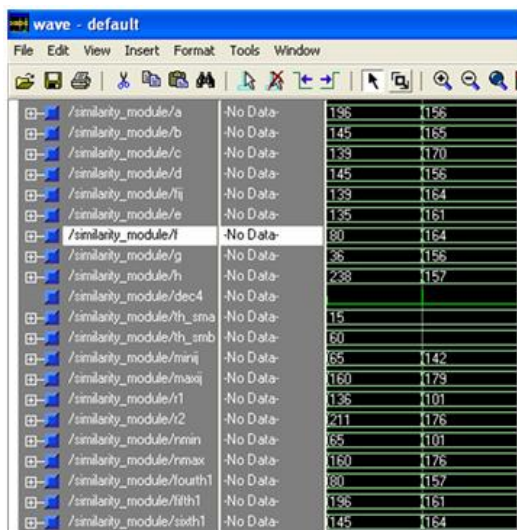 wave - default
File Edit View Insert Format Tools Window
/similarity_module/a -No Data- 196 156
/similarity_module/b -No Data- 145 165
/similarity_module/c -No Data- 139 170
/similarity_module/d -No Data- 145 156
/similarity_module/fij -No Data- 139 164
/similarity_module/e -No Data- 135 161
/similarity_module/f -No Data- 80 164
/similarity_module/g -No Data- 36 156
/similarity_module/h -No Data- 238 157
/similarity_module/dec4 -No Data-
/similarity_module/th_sma -No Data- 15
/similarity_module/th_smb -No Data- 60
/similarity_module/minij -No Data- 65 142
/similarity_module/maxij -No Data- 160 179
/similarity_module/r1 -No Data- 136 101
/similarity_module/r2 -No Data- 211 176
/similarity_module/nmin -No Data- 65 101
/similarity_module/nmax -No Data- 160 176
/similarity_module/fourth1 -No Data- 80 157
/similarity_module/fifth1 -No Data- 196 161
/similarity_module/sixth1 -No Data- 145 164